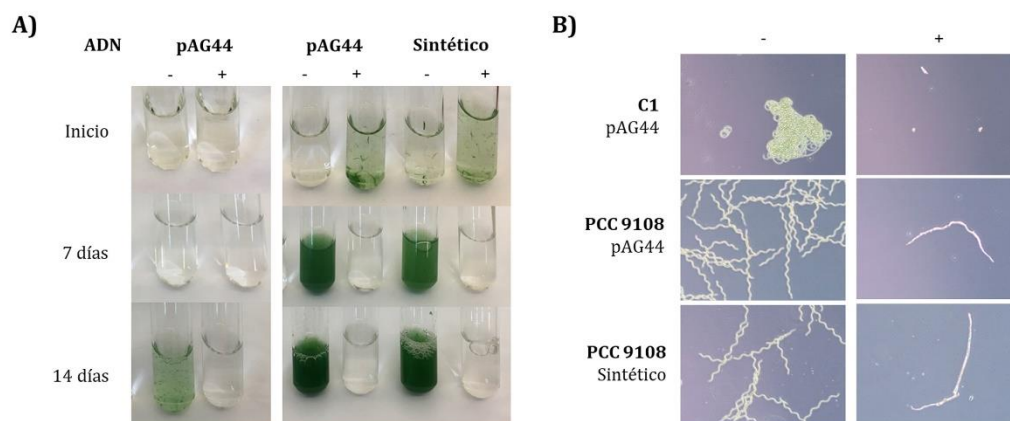 A)
ADN pAG44 pAG44 Sintético
- + - + - +
Inicio
7 días
14 días
B)
- +
C1
pAG44
PCC 9108
pAG44
PCC 9108
Sintético